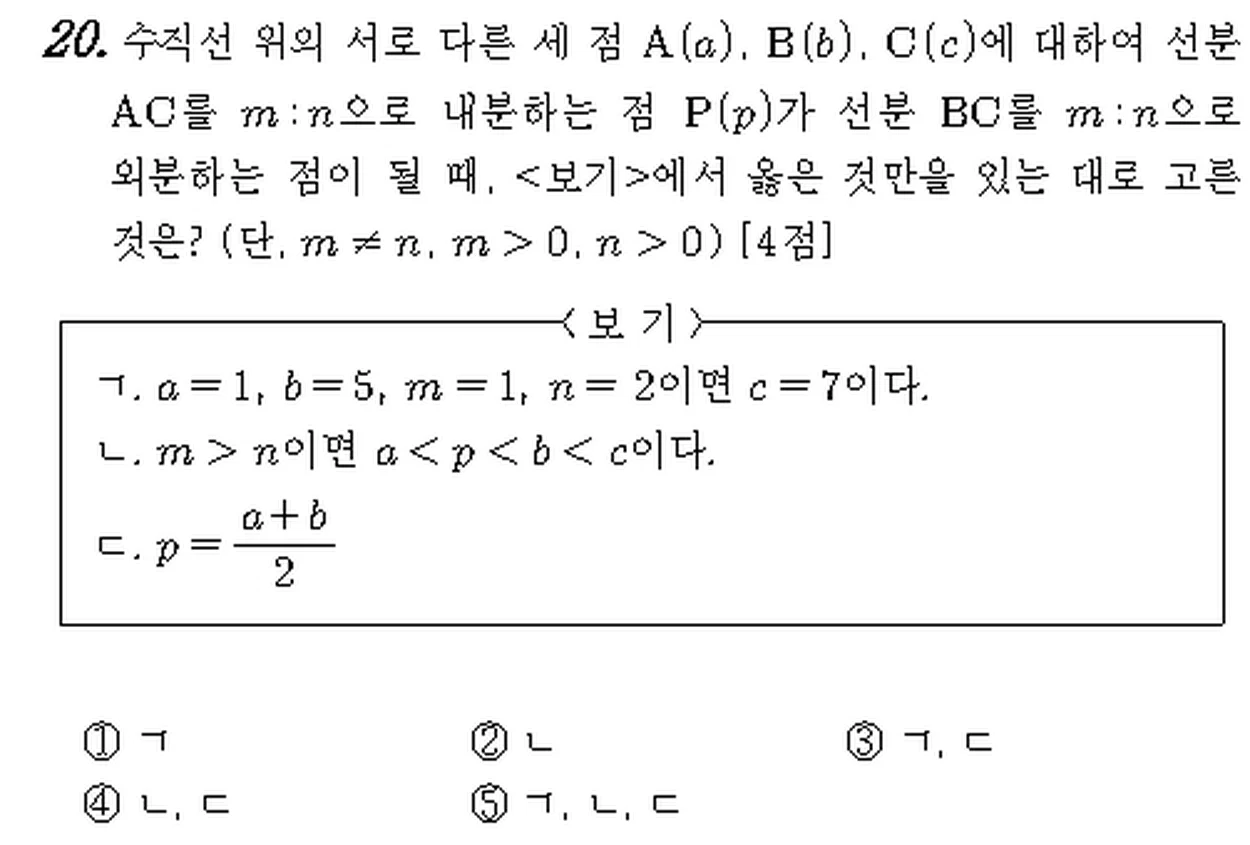 20. 수직선 위의 서로 다른 세 점 A(a), B(b), C(c)에 대하여 선분
AC를 m : n으로 내분하는 점 P(p)가 선분 BC를 m : n으로
외분하는 점이 될 때, <보기>에서 옳은 것만을 있는 대로 고른
것은? (단, m ≠ n, m > 0, n > 0) [4점]
〈보 기〉
ㄱ. a = 1, b = 5, m = 1, n = 2이면 c = 7이다.
ㄴ. m > n이면 a < p < b < c이다.
ㄷ. p = (a+b)/2
① ㄱ ② ㄴ ③ ㄱ, ㄷ
④ ㄴ, ㄷ ⑤ ㄱ, ㄴ, ㄷ